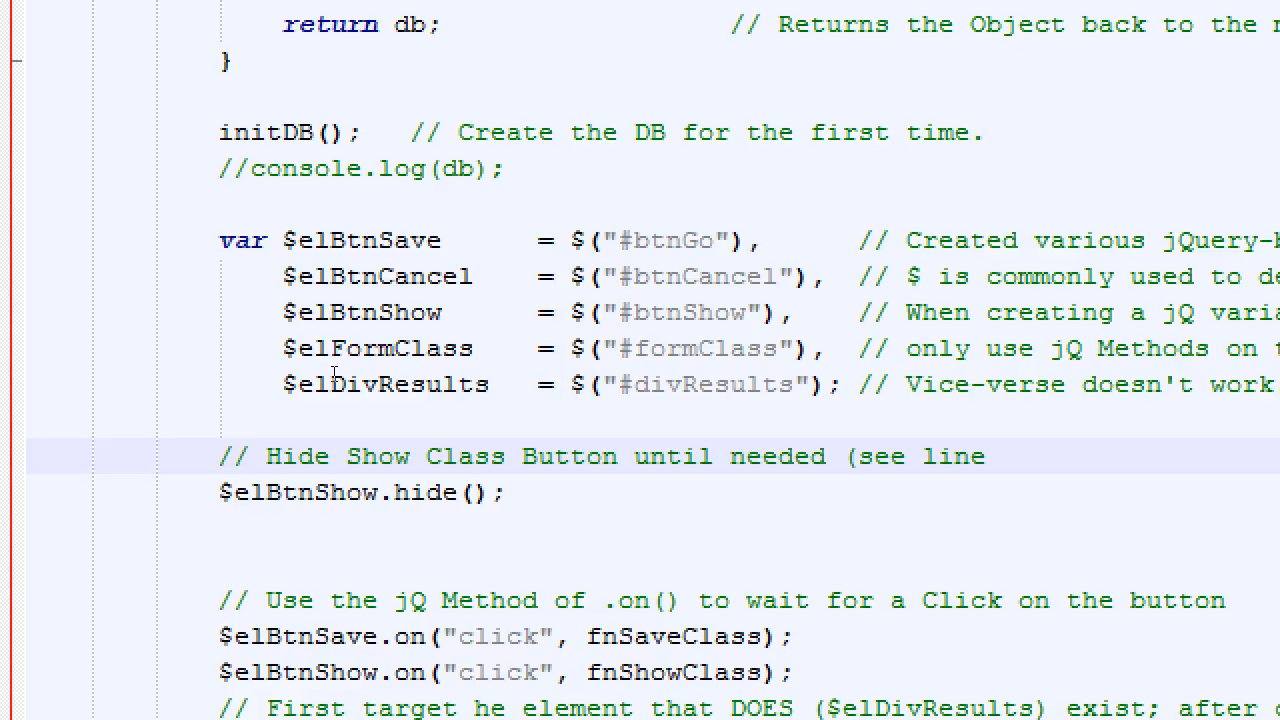 return db; // Returns the Object back to the
}
initDB(); // Create the DB for the first time.
//console.log(db);
var $elBtnSave = $("#btnGo"), // Created various jQuery-
$elBtnCancel = $("#btnCancel"), // $ is commonly used to de
$elBtnShow = $("#btnShow"), // When creating a jQ varia
$elFormClass = $("#formClass"), // only use jQ Methods on
$elDivResults = $("#divResults"); // Vice-verse doesn't work
// Hide Show Class Button until needed (see line
$elBtnShow.hide();
// Use the jQ Method of .on() to wait for a Click on the button
$elBtnSave.on("click", fnSaveClass);
$elBtnShow.on("click", fnShowClass);
// First target he element that DOES ($elDivResults) exist; after